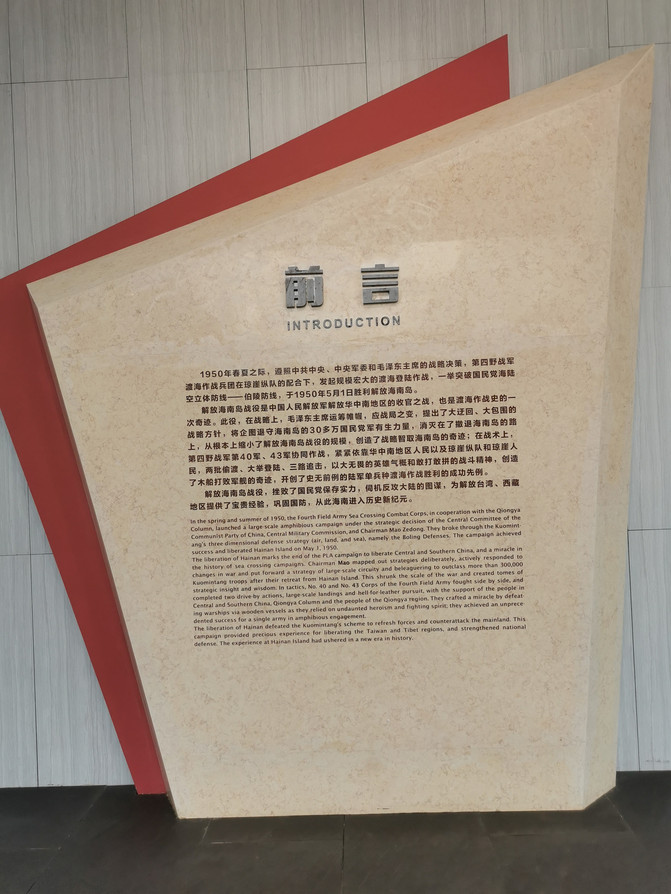 前言
INTRODUCTION
1950年春夏之际，遵照中共中央、中央军委和毛泽东主席的战略决策，第四野战军
渡海作战兵团在琼崖纵队的配合下，发起规模宏大的渡海登陆作战，一举突破国民党海陆
空立体防线——伯陵防线，于1950年5月1日胜利解放海南岛。
解放海南岛战役是中国人民解放军解放华中南地区的收官之战，也是渡海作战史的一
次奇迹。此役，在战略上，毛泽东主席运筹帷幄，应战局之变，提出了大迂回、大包围的
战略方针，将企图退守海南岛的30多万国民党军有生力量，消灭在了撤退海南岛的路
上，从根本上缩小了解放海南岛战役的规模，创造了战略智取海南岛的奇迹；在战术上，
第四野战军第40军、43军协同作战，紧紧依靠华中南地区人民以及琼崖纵队和琼崖人
民，两批偷渡、大举登陆、三路追击，以大无畏的英雄气概和敢打敢拼的战斗精神，创造
了木船打败军舰的奇迹，开创了史无前例的陆军单兵种渡海作战胜利的成功先例。
解放海南岛战役，挫败了国民党保存实力，伺机反攻大陆的图谋，为解放台湾、西藏
地区提供了宝贵经验，巩固国防，从此海南进入历史新纪元。
In the spring and summer of 1950, the Fourth Field Army Sea Crossing Combat Corps, in cooperation with the Qiongya
Column, launched a large-scale amphibious campaign under the strategic decision of the Central Committee of the
Communist Party of China, Central Military Commission, and Chairman Mao Zedong. They broke through the Kuomint
ang's three-dimensional defense strategy (air, land, and sea), namely the Boling Defenses. The campaign achieved
success and liberated Hainan Island on May 1, 1950.
The liberation of Hainan marks the end of the PLA campaign to liberate Central and Southern China, and a miracle in
the history of sea crossing campaigns. Chairman Mao mapped out strategies deliberately, actively responded to
changes in war and put forward a strategy of large-scale circuity and beleaguering to outclass more than 300,000
Kuomintang troops after their retreat from Hainan Island. This shrunk the scale of the war and created somes of
strategic insight and wisdom. In tactics, No. 40 and No. 43 Corps of the Fourth Field Army fought side by side, and
completed two drive-by actions, large-scale landings and hell-for-leather pursuit, with the support of the people in
Central and Southern China, Qiongya Column and the people of the Qiongya region. They crafted a miracle by defeat
ing warships via wooden vessels as they relied on undaunted heroism and fighting spirit; they achieved an unprece
dented success for a single army in amphibious engagement.
The liberation of Hainan defeated the Kuomintang's scheme to refresh forces and counterattack the mainland. This
campaign provided precious experience for liberating the Taiwan and Tibet regions, and strengthened national
defense. The experience at Hainan Island had ushered in a new era in history.